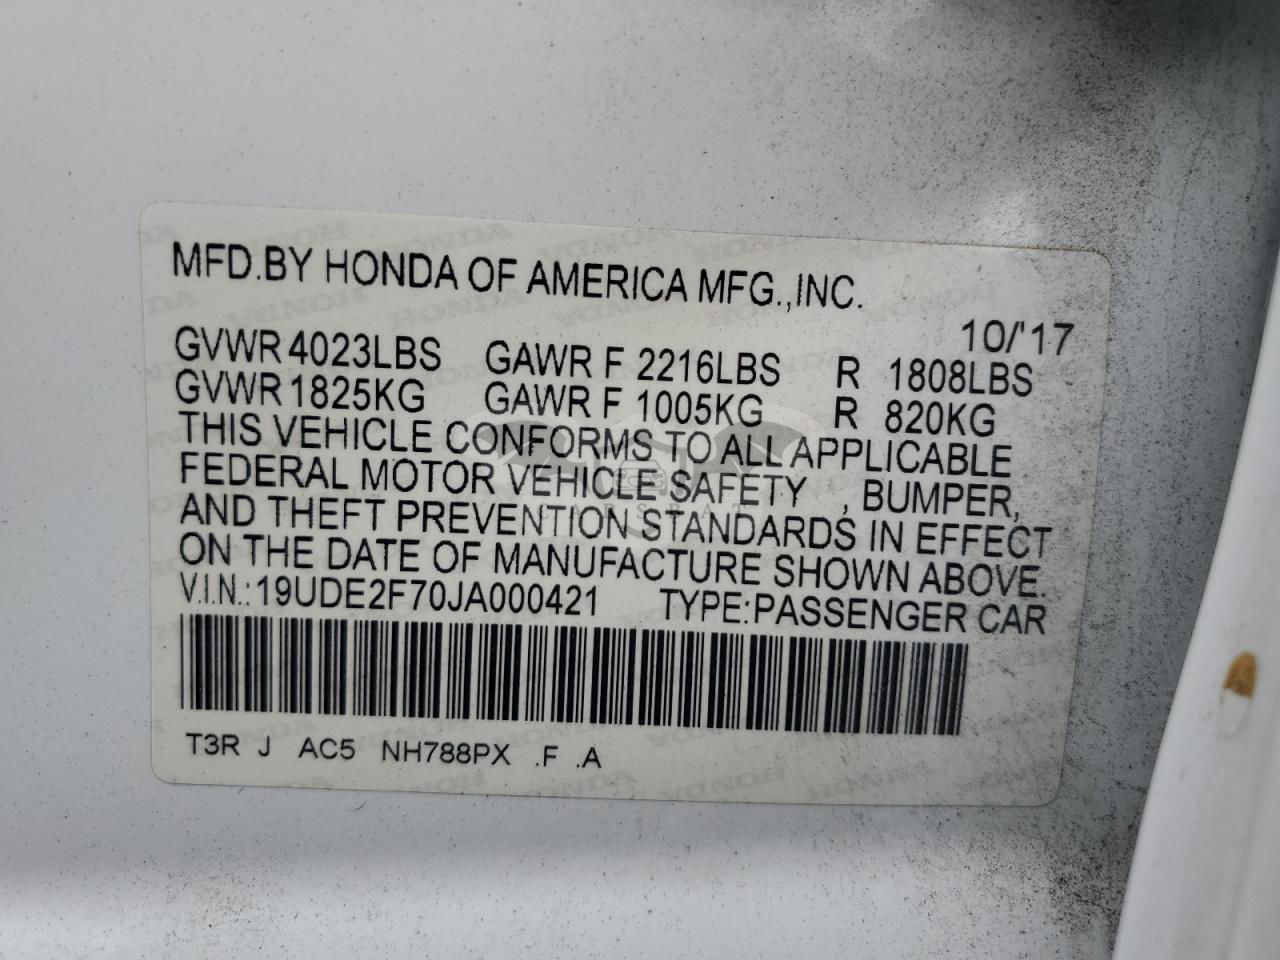 MFD.BY HONDA OF AMERICA MFG.,INC.
10/'17
GVWR 4023LBS GAWR F 2216LBS R 1808LBS
GVWR 1825KG GAWR F 1005KG R 820KG
THIS VEHICLE CONFORMS TO ALL APPLICABLE
FEDERAL MOTOR VEHICLE SAFETY , BUMPER,
AND THEFT PREVENTION STANDARDS IN EFFECT
ON THE DATE OF MANUFACTURE SHOWN ABOVE.
V.I.N.: 19UDE2F70JA000421 TYPE:PASSENGER CAR
T3R J AC5 NH788PX .F .A